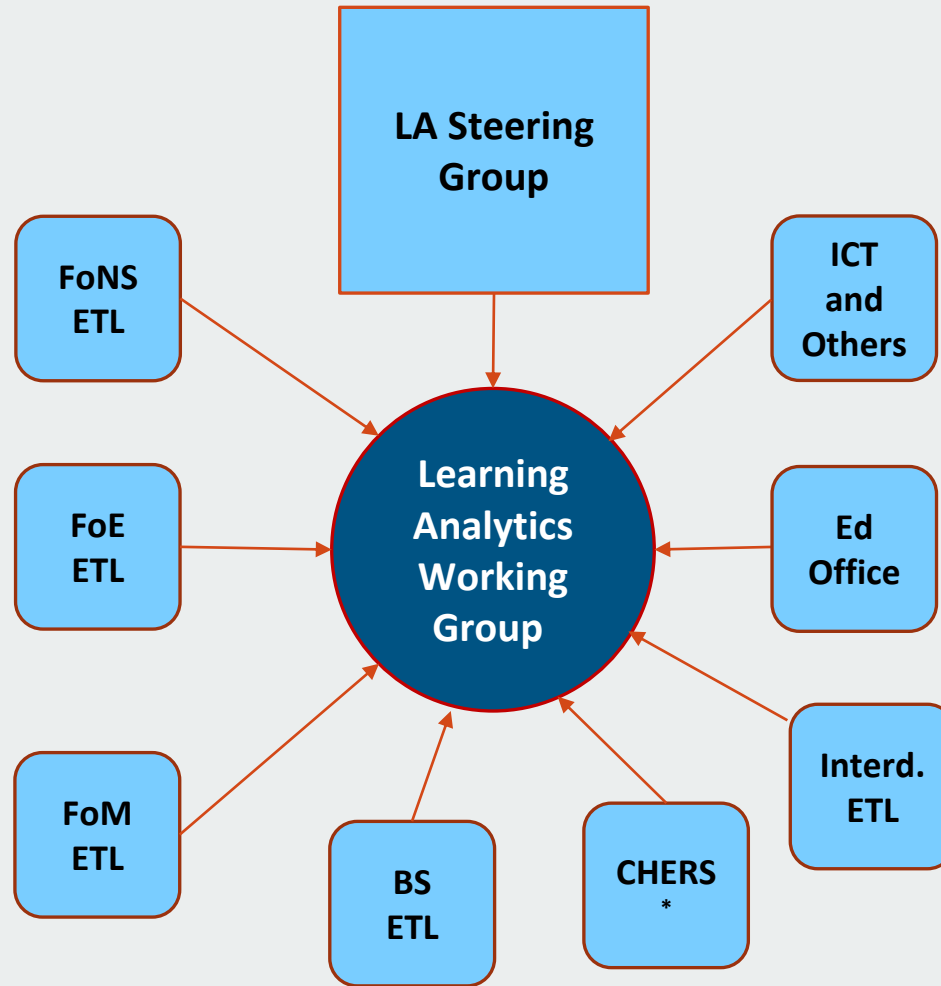 LA Steering
Group
FoNS
ETL
ICT
and
Others
Learning
Analytics
Working
Group
FoE
ETL
Ed
Office
FoM
ETL
Interd.
ETL
BS
ETL
CHERS
*